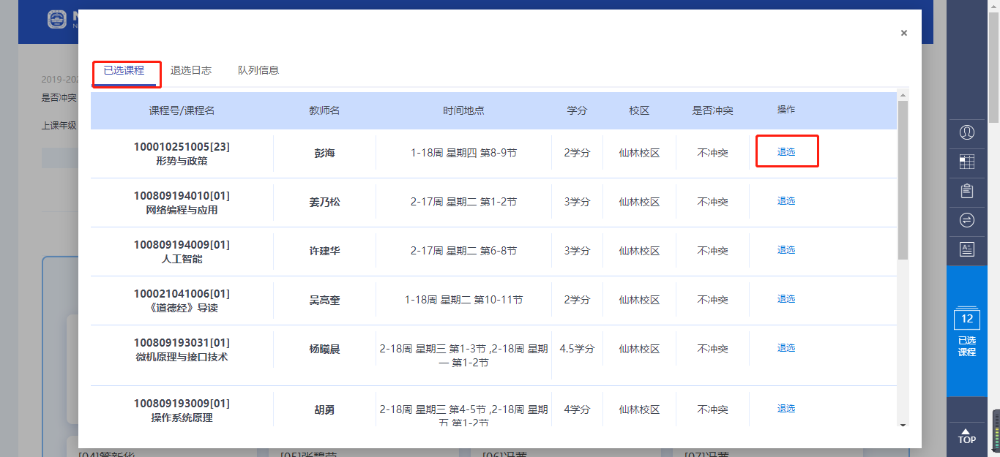 已选课程 退选日志 队列信息
课程号/课程名 教师名 时间地点 学分 校区 是否冲突 操作
100010251005[23]
形势与政策
彭海 1-18周 星期四 第8-9节 2学分 仙林校区 不冲突 退选
100809194010[01]
网络编程与应用
姜乃松 2-17周 星期二 第1-2节 3学分 仙林校区 不冲突 退选
100809194009[01]
人工智能
许建华 2-17周 星期二 第6-8节 3学分 仙林校区 不冲突 退选
100021041006[01]
《道德经》导读
吴亮奎 1-18周 星期二 第10-11节 2学分 仙林校区 不冲突 退选
100809193031[01]
微机原理与接口技术
杨曦晨 2-18周 星期三 第1-3节 ,2-18周 星期
一 第1-2节
4.5学分 仙林校区 不冲突 退选
100809193009[01]
操作系统原理
胡勇 2-18周 星期三 第4-5节 ,2-18周 星期
五 第1-2节
4学分 仙林校区 不冲突 退选
是否冲突
上课年级
12
已选
课程
TOP